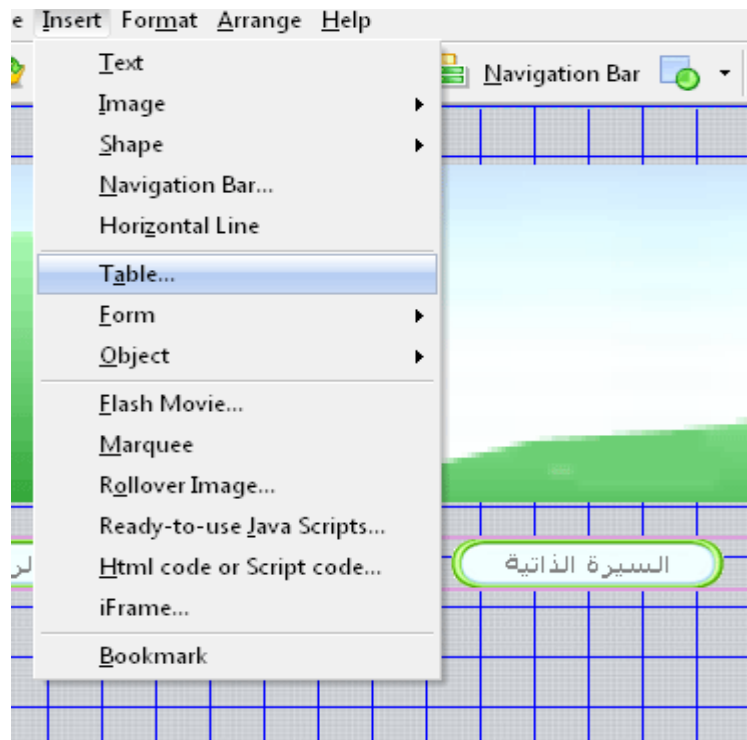 e Insert Format Arrange Help
Navigation Bar
Text
Image
Shape
Navigation Bar...
Horizontal Line
Table...
Form
Object
Flash Movie...
Marquee
Rollover Image...
Ready-to-use Java Scripts...
Html code or Script code...
iFrame...
Bookmark
السيرة الذاتية